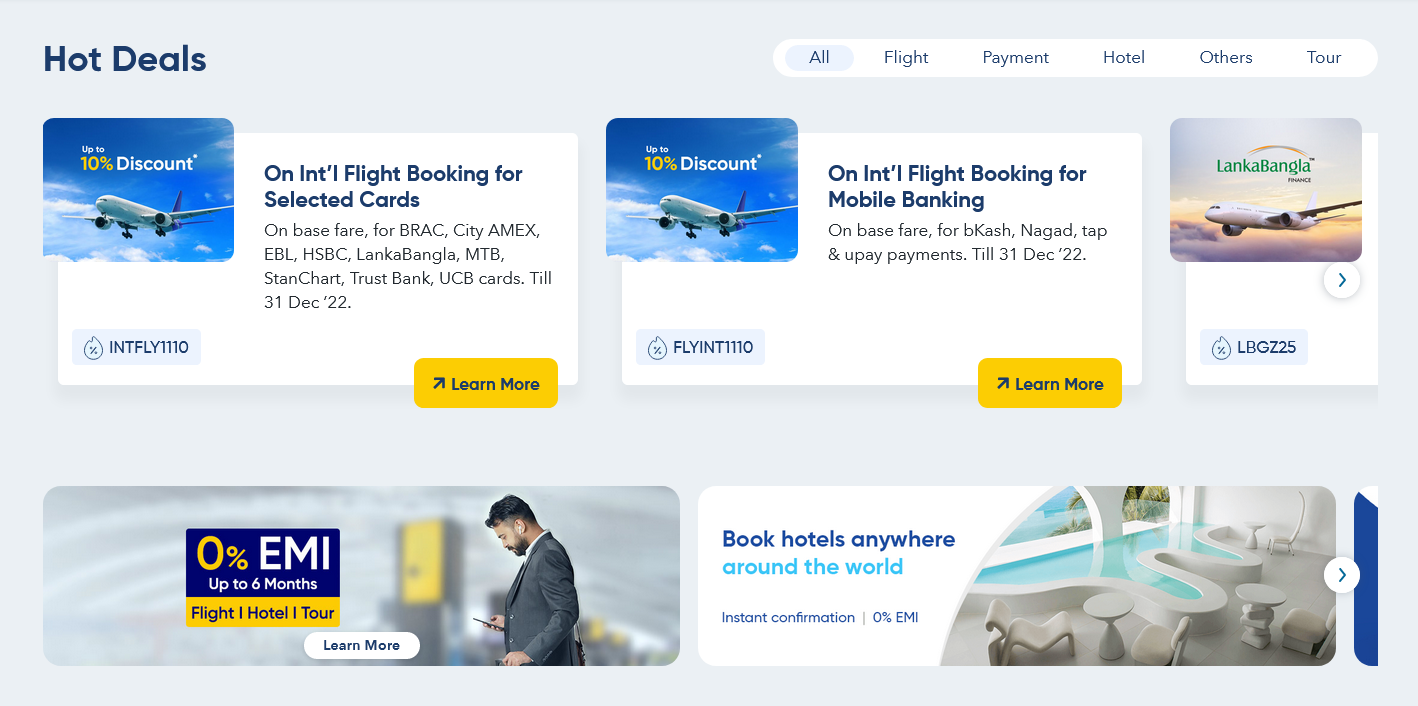 Hot Deals
All Flight Payment Hotel Others Tour
Up to
10% Discount*
On Int’l Flight Booking for
Selected Cards
On base fare, for BRAC, City AMEX,
EBL, HSBC, LankaBangla, MTB,
StanChart, Trust Bank, UCB cards. Till
31 Dec ’22.
INTFLY1110
Learn More
Up to
10% Discount*
On Int’l Flight Booking for
Mobile Banking
On base fare, for bKash, Nagad, tap
& upay payments. Till 31 Dec ’22.
FLYINT1110
Learn More
LankaBangla™
FINANCE
LBGZ25
0% EMI
Up to 6 Months
Flight | Hotel | Tour
Learn More
Book hotels anywhere
around the world
Instant confirmation | 0% EMI